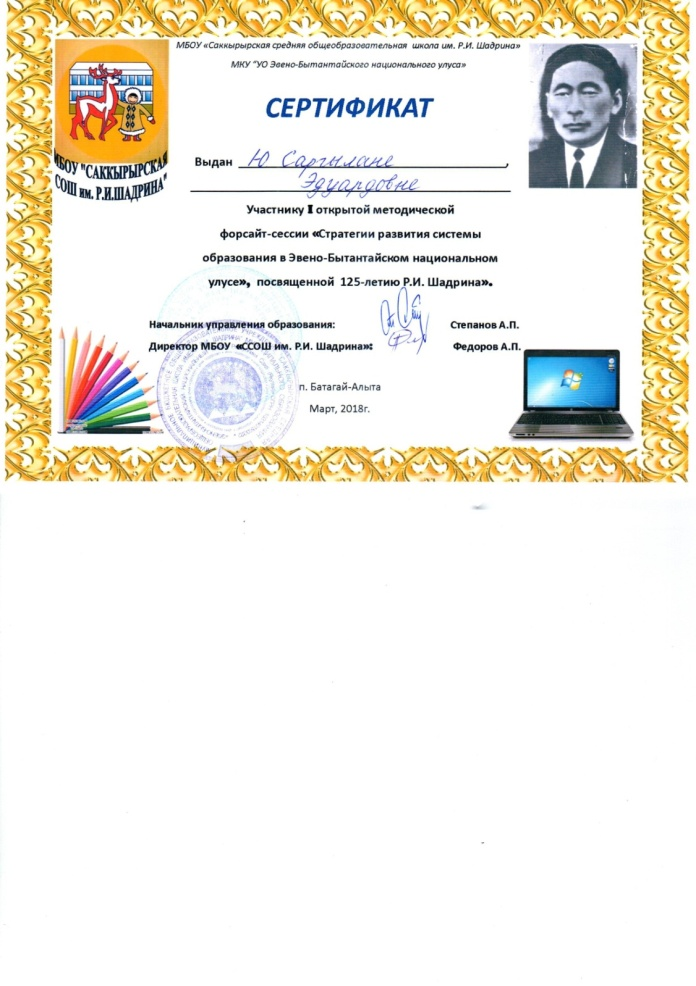 МБОУ «Саккырырская средняя общеобразовательная школа им. Р.И. Шадрина»
МКУ "УО Эвено-Бытантайского национального улуса»
СЕРТИФИКАТ
МБОУ "САККЫРЫРСКАЯ
СОШ им. Р.И.ШАДРИНА"
Выдан Ю Саргылане,
Эдуардовне
Участнику I открытой методической
форсайт-сессии «Стратегии развития системы
образования в Эвено-Бытантайском национальном
улусе», посвященной 125-летию Р.И. Шадрина».
Начальник управления образования: Степанов А.П.
Директор МБОУ «ССОШ им. Р.И. Шадрина»: Федоров А.П.
п. Батагай-Алыта
Март, 2018г.